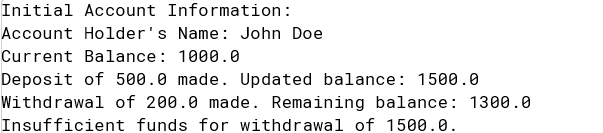 Initial Account Information:
Account Holder's Name: John Doe
Current Balance: 1000.0
Deposit of 500.0 made. Updated balance: 1500.0
Withdrawal of 200.0 made. Remaining balance: 1300.0
Insufficient funds for withdrawal of 1500.0.